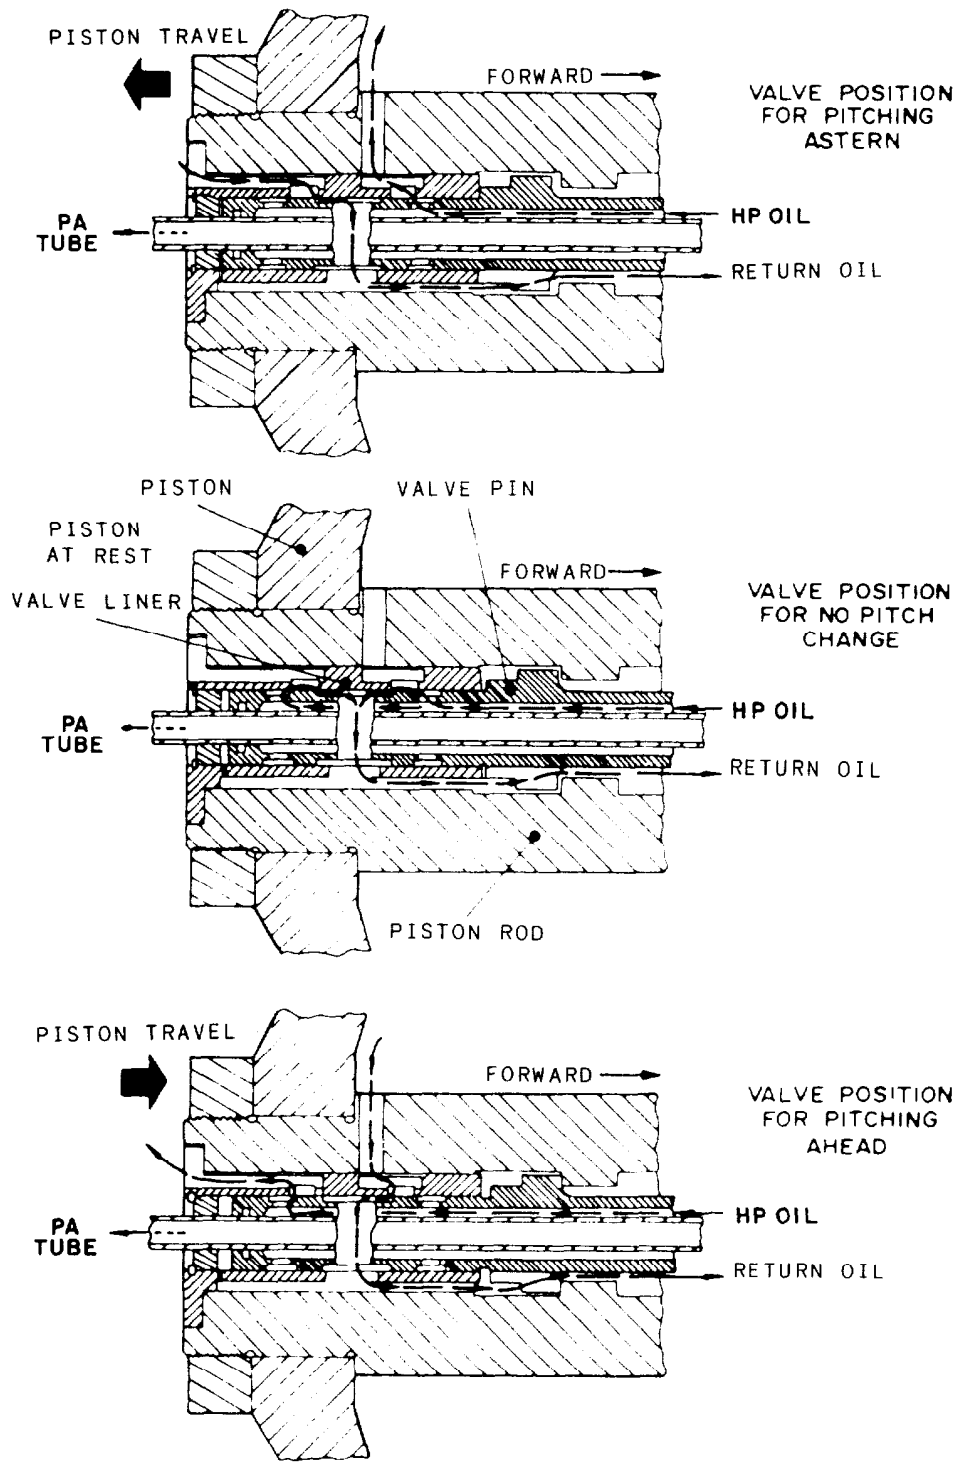 PISTON TRAVEL
FORWARD
VALVE POSITION
FOR PITCHING
ASTERN
PA
TUBE
HP OIL
RETURN OIL
PISTON
VALVE PIN
PISTON
AT REST
FORWARD
VALVE LINER
VALVE POSITION
FOR NO PITCH
CHANGE
PA
TUBE
HP OIL
RETURN OIL
PISTON ROD
PISTON TRAVEL
FORWARD
VALVE POSITION
FOR PITCHING
AHEAD
PA
TUBE
HP OIL
RETURN OIL